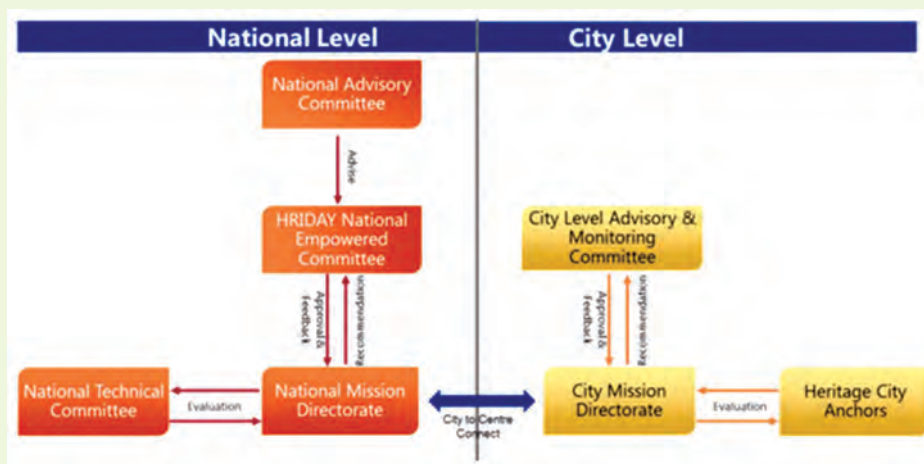 National Level
City Level
National Advisory
Committee
Advise
HRIDAY National
Empowered
Committee
City Level Advisory &
Monitoring
Committee
Approval &
Feedback
Recommendation
Approval &
Feedback
Recommendation
National Technical
Committee
Evaluation
National Mission
Directorate
City to Centre
Connect
City Mission
Directorate
Evaluation
Heritage City
Anchors